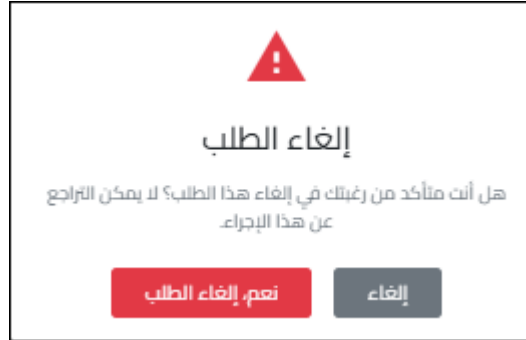 إلغاء الطلب
هل أنت متأكد من رغبتك في إلغاء هذا الطلب؟ لا يمكن التراجع
عن هذا الإجراء.
إلغاء
نعم، إلغاء الطلب